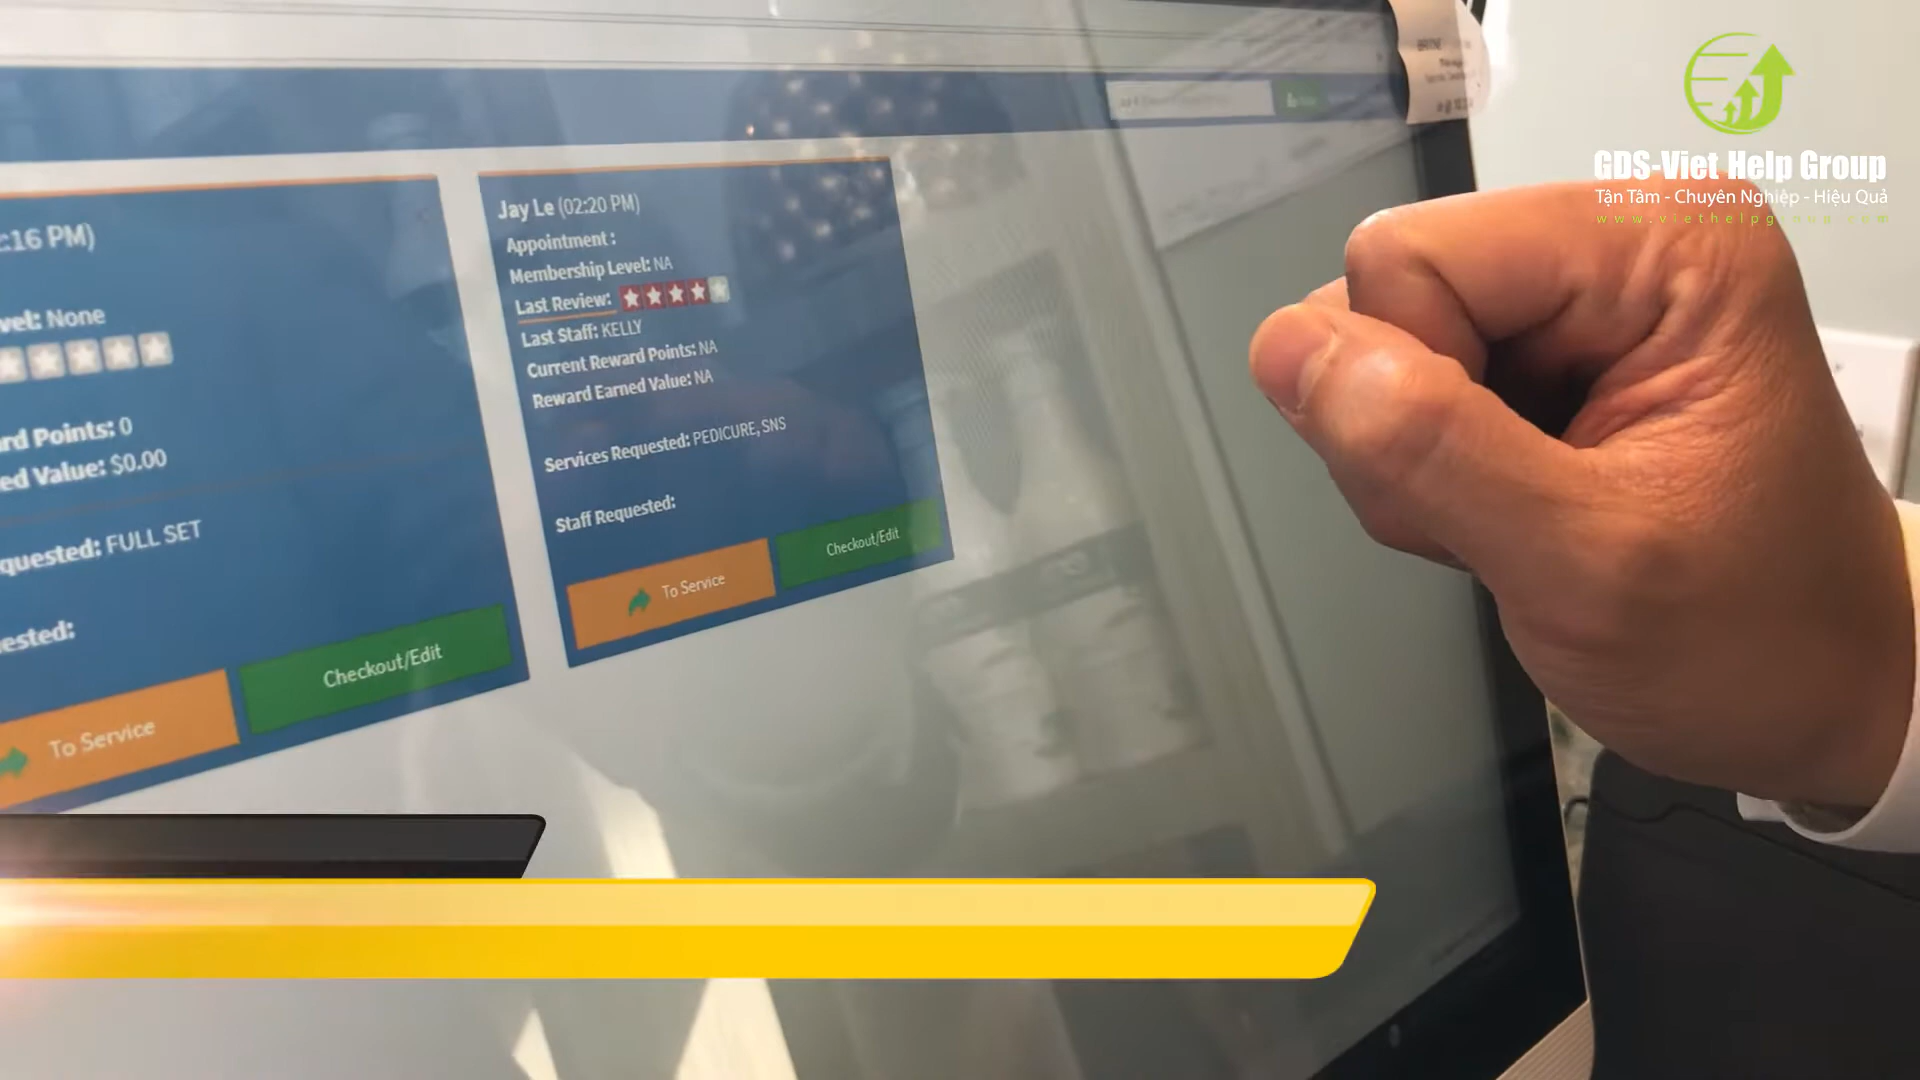 GDS-Viet Help Group
Tận Tâm - Chuyên Nghiệp - Hiệu Quả
www.viethelpgroup.com
:16 PM)
vel: None
rd Points: 0
ed Value: $0.00
quested: FULL SET
ested:
To Service
Checkout/Edit
Jay Le (02:20 PM)
Appointment :
Membership Level: NA
Last Review:
Last Staff: KELLY
Current Reward Points: NA
Reward Earned Value: NA
Services Requested: PEDICURE, SNS
Staff Requested:
To Service
Checkout/Edit